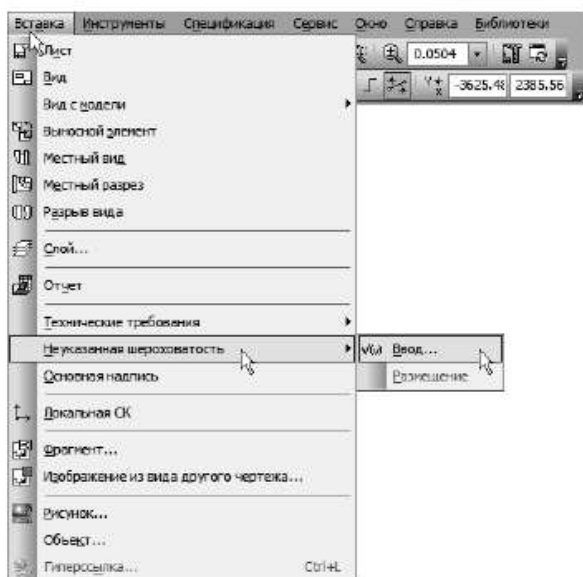 Вставка Инструменты Спецификация Сервис Окно Справка Библиотеки
Лист
0.0504
Вид
-3625.48 2385.56
Вид с модели
Выносной элемент
Местный вид
Местный разрез
Разрыв вида
Слой...
Отчет
Технические требования
Неуказанная шероховатость
Ввод...
Основная надпись
Размещение
Локальная СК
Фрагмент...
Изображение из вида другого чертежа...
Рисунок...
Объект...
Гиперссылка... Ctrl+L